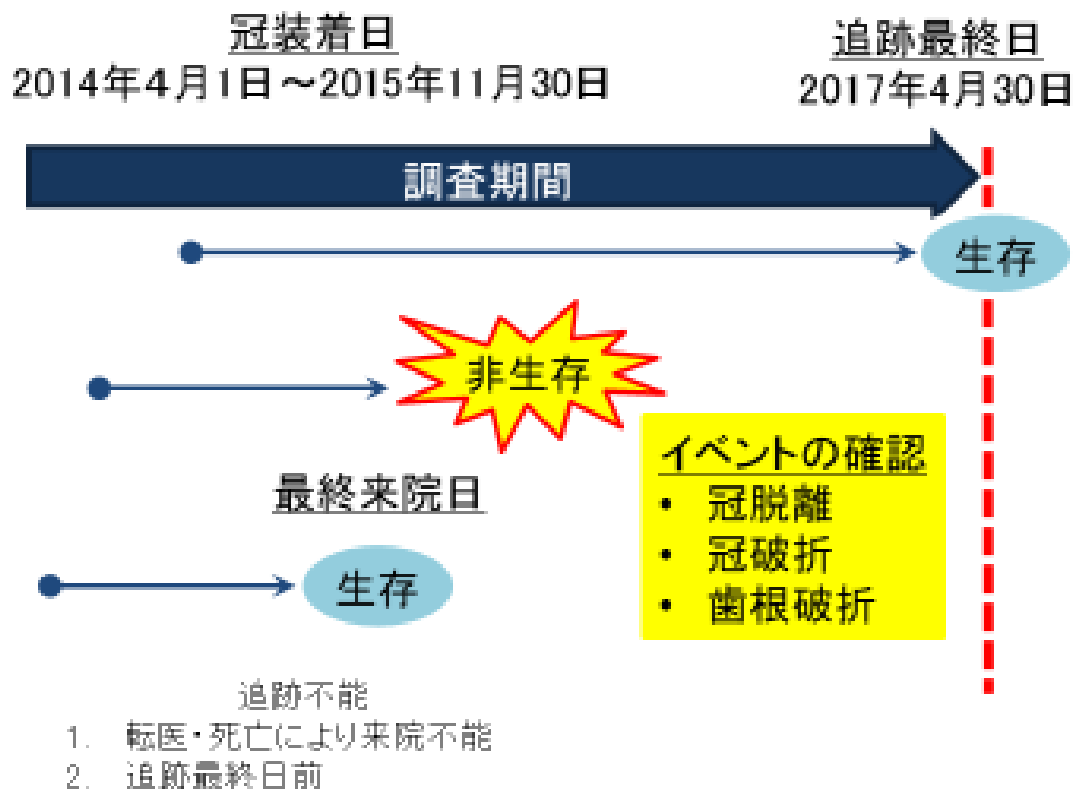 冠装着日
2014年4月1日～2015年11月30日
追跡最終日
2017年4月30日
調査期間
生存
非生存
イベントの確認
• 冠脱離
• 冠破折
• 歯根破折
最終来院日
生存
追跡不能
1. 転医・死亡により来院不能
2. 追跡最終日前